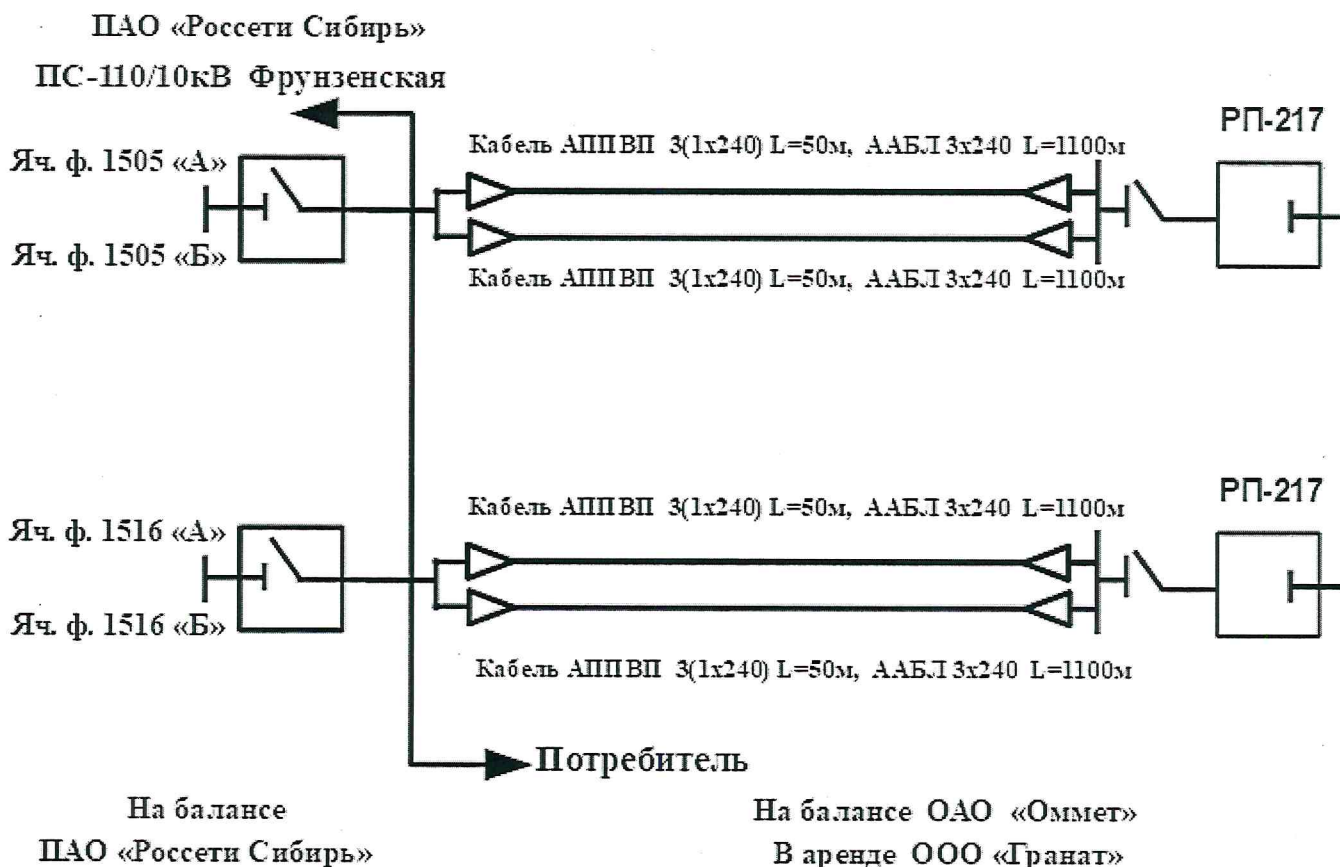 ПАО «Россети Сибирь»
ПС-110/10кВ Фрунзенская
РП-217
Кабель АППВП 3(1х240) L=50м, ААБЛ 3х240 L=1100м
Яч. ф. 1505 «А»
Яч. ф. 1505 «Б»
Кабель АППВП 3(1х240) L=50м, ААБЛ 3х240 L=1100м
РП-217
Кабель АППВП 3(1х240) L=50м, ААБЛ 3х240 L=1100м
Яч. ф. 1516 «А»
Яч. ф. 1516 «Б»
Кабель АППВП 3(1х240) L=50м, ААБЛ 3х240 L=1100м
Потребитель
На балансе
ПАО «Россети Сибирь»
На балансе ОАО «Оммет»
В аренде ООО «Гранат»